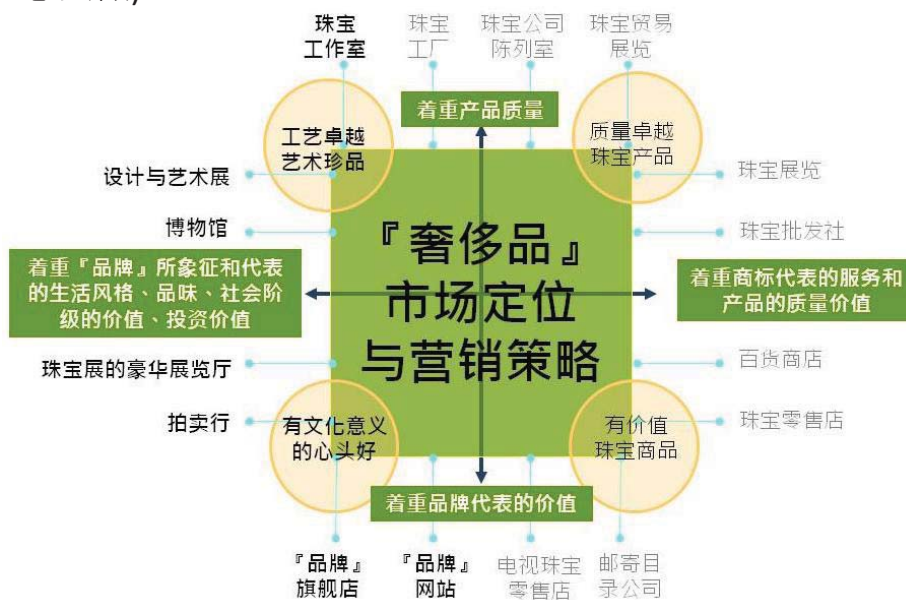 珠宝
工作室
珠宝
工厂
珠宝公司
陈列室
珠宝贸易
展览
着重产品质量
工艺卓越
艺术珍品
质量卓越
珠宝产品
设计与艺术展
珠宝展览
博物馆
珠宝批发社
『奢侈品』
市场定位
与营销策略
着重『品牌』所象征和代表
的生活风格、品味、社会阶
级的价值、投资价值
着重商标代表的服务和
产品的质量价值
珠宝展的豪华展览厅
百货商店
拍卖行
珠宝零售店
有文化意义
的心头好
有价值
珠宝商品
着重品牌代表的价值
『品牌』
旗舰店
『品牌』
网站
电视珠宝
零售店
邮寄目
录公司